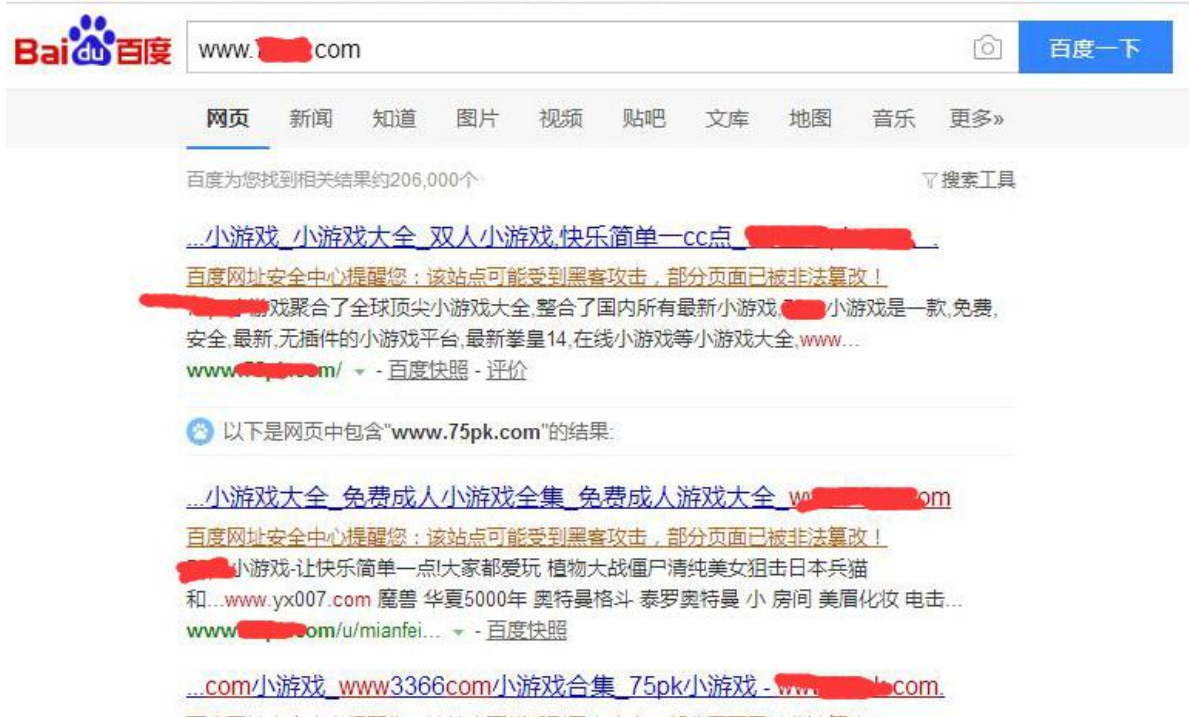 Baidu百度 www. .com 百度一下
网页 新闻 知道 图片 视频 贴吧 文库 地图 音乐 更多»
百度为您找到相关结果约206,000个 搜索工具
...小游戏_小游戏大全_双人小游戏,快乐简单一cc点_
百度网址安全中心提醒您：该站点可能受到黑客攻击，部分页面已被非法篡改！
戏聚合了全球顶尖小游戏大全,整合了国内所有最新小游戏, 小游戏是一款,免费,
安全,最新,无插件的小游戏平台,最新拳皇14,在线小游戏等小游戏大全,www...
www m/ - 百度快照 - 评价
以下是网页中包含"www.75pk.com"的结果:
...小游戏大全_免费成人小游戏全集_免费成人游戏大全_w om
百度网址安全中心提醒您：该站点可能受到黑客攻击，部分页面已被非法篡改！
小游戏-让快乐简单一点!大家都爱玩 植物大战僵尸清纯美女狙击日本兵猫
和...www.yx007.com 魔兽 华夏5000年 奥特曼格斗 泰罗奥特曼 小 房间 美眉化妆 电击...
www om/u/mianfei... - 百度快照
...com小游戏_www3366com小游戏合集_75pk小游戏 - com.